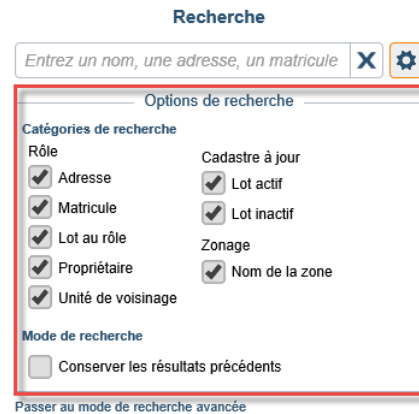 Recherche
Entrez un nom, une adresse, un matricule
Options de recherche
Catégories de recherche
Rôle
Adresse
Matricule
Lot au rôle
Propriétaire
Unité de voisinage
Cadastre à jour
Lot actif
Lot inactif
Zonage
Nom de la zone
Mode de recherche
Conserver les résultats précédents
Passer au mode de recherche avancée